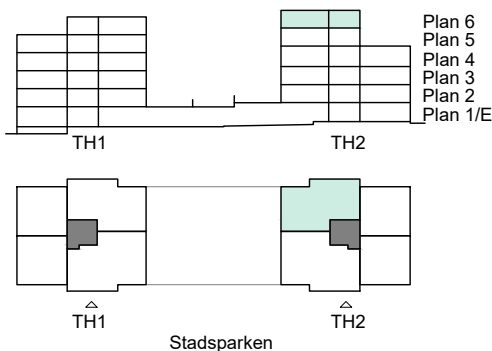 Plan 6
Plan 5
Plan 4
Plan 3
Plan 2
Plan 1/E
TH1 TH2
TH1 TH2
Stadsparken